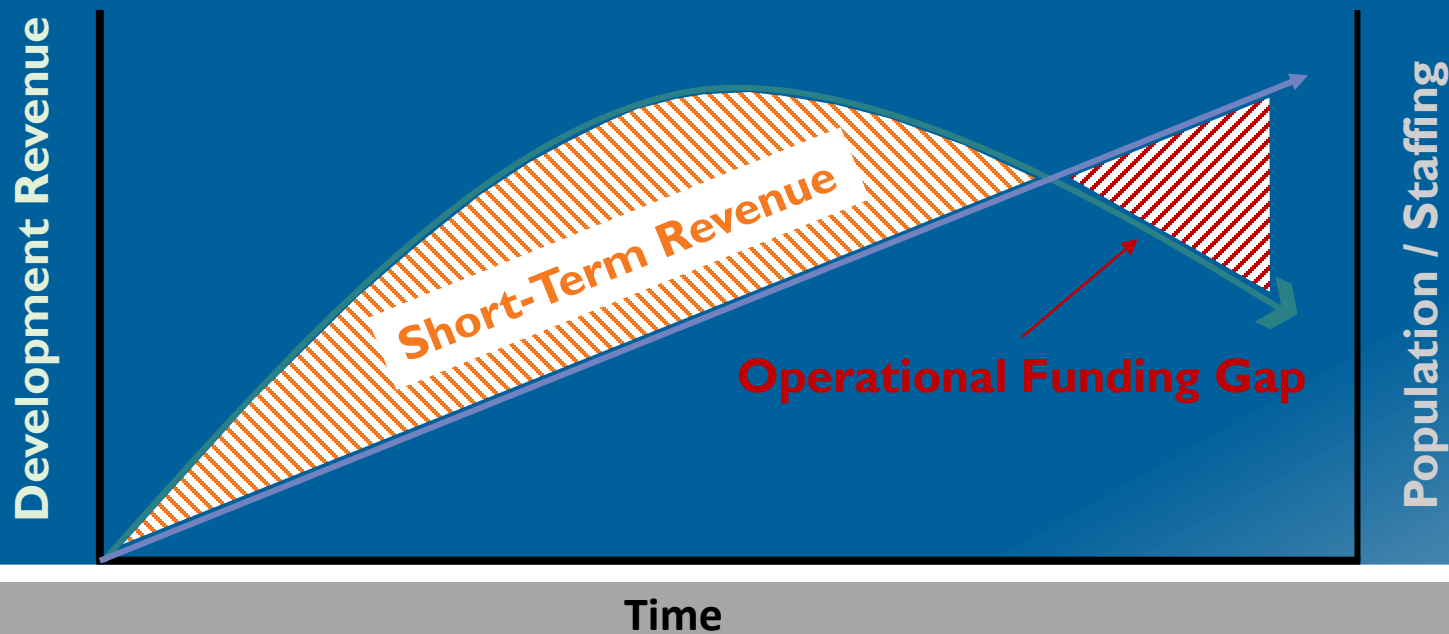 Development Revenue
Short-Term Revenue
Operational Funding Gap
Population / Staffing
Time